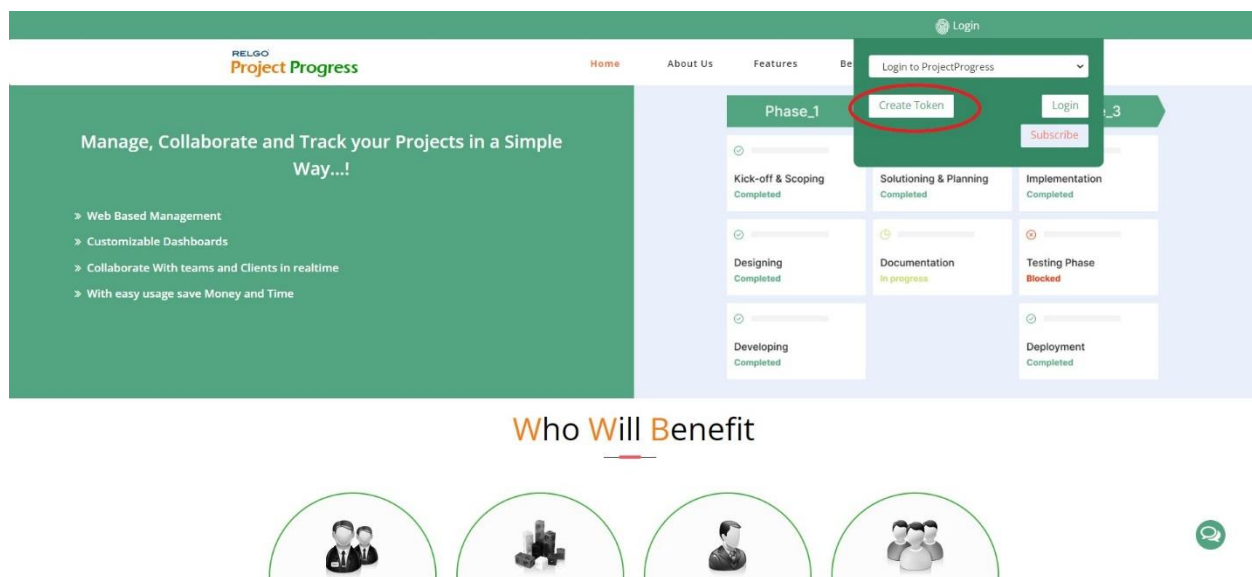 Login
RELGO
Project Progress
Home
About Us
Features
Be
Login to ProjectProgress
Create Token
Login
Subscribe
Manage, Collaborate and Track your Projects in a Simple
Way...!
» Web Based Management
» Customizable Dashboards
» Collaborate With teams and Clients in realtime
» With easy usage save Money and Time
Phase_1
_3
Kick-off & Scoping
Completed
Solutioning & Planning
Completed
Implementation
Completed
Designing
Completed
Documentation
In progress
Testing Phase
Blocked
Developing
Completed
Deployment
Completed
Who Will Benefit